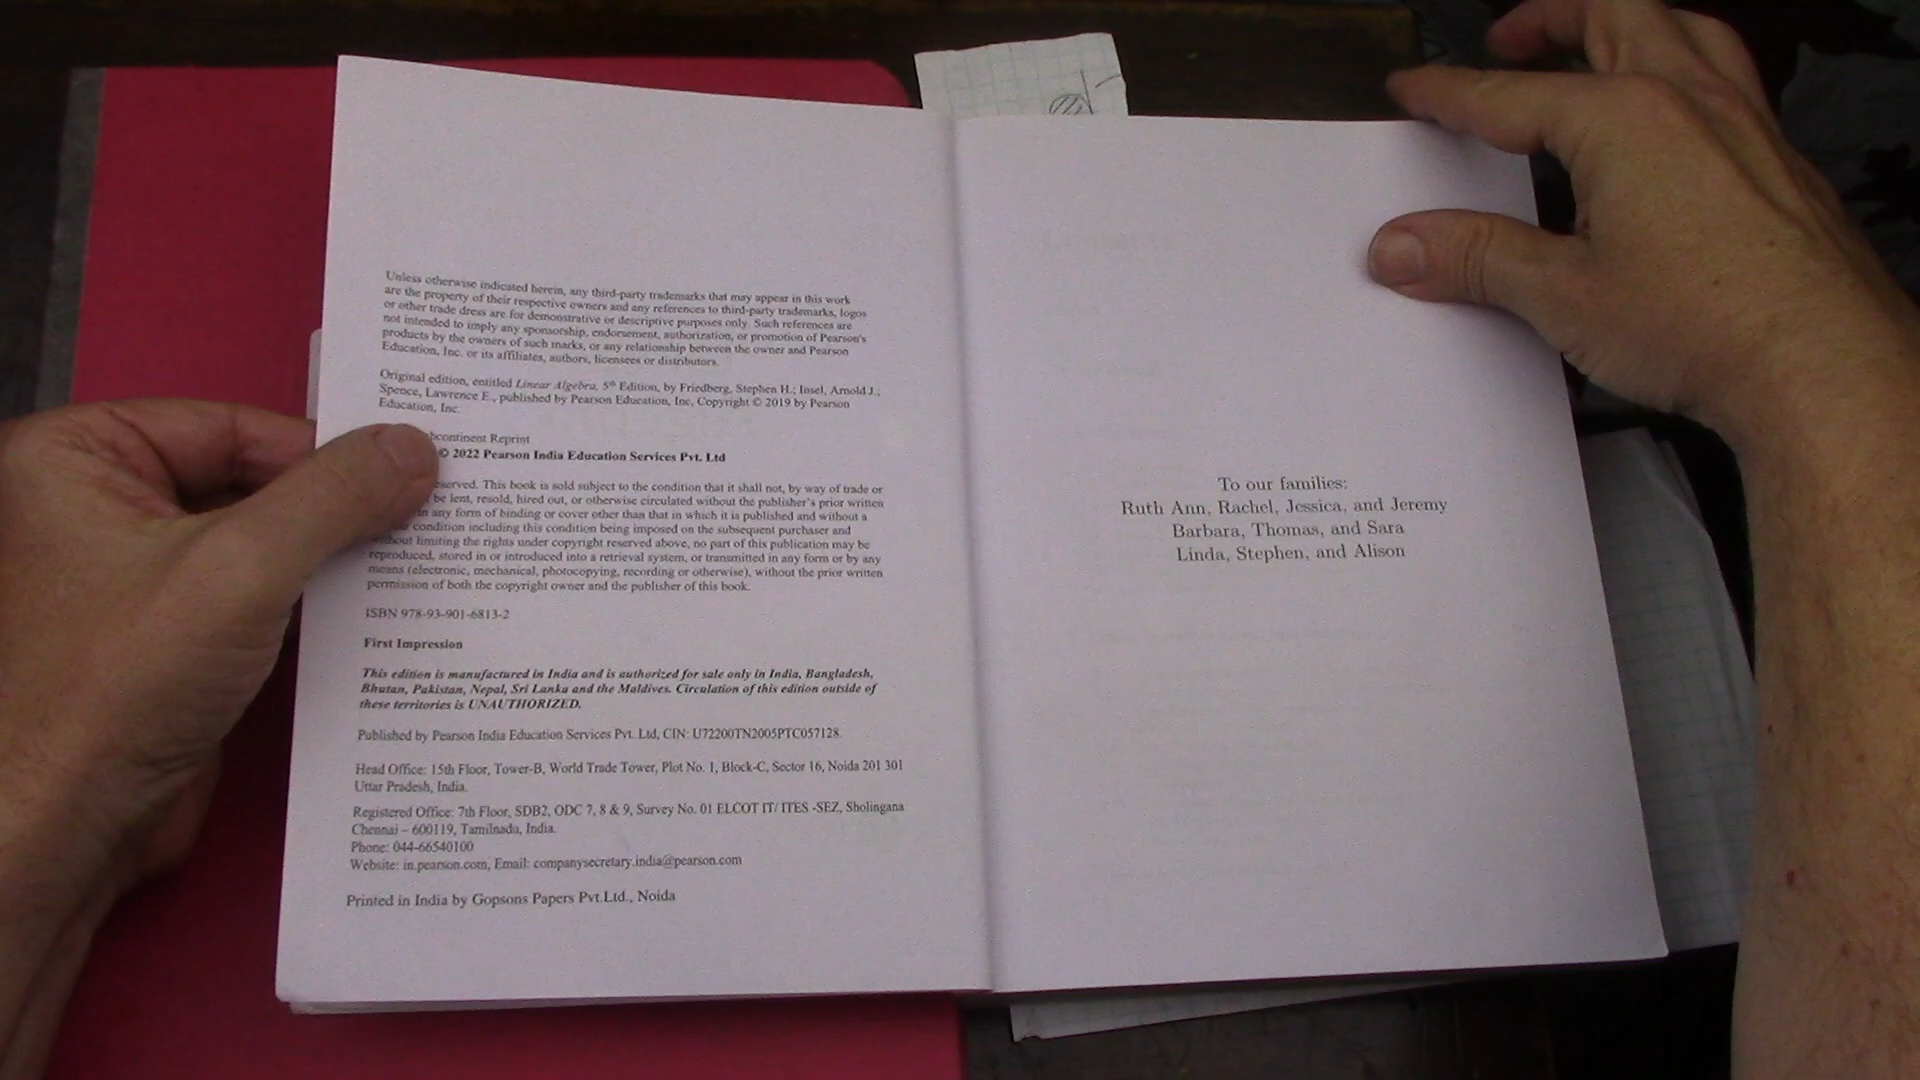 Unless otherwise indicated herein, any third-party trademarks that may appear in this work
are the property of their respective owners and any references to third-party trademarks, logos
or other trade dress are for demonstrative or descriptive purposes only. Such references are
not intended to imply any sponsorship, endorsement, authorization, or promotion of Pearson's
products by the owners of such marks, or any relationship between the owner and Pearson
Education, Inc. or its affiliates, authors, licensees or distributors.
Original edition, entitled Linear Algebra, 5th Edition, by Friedberg, Stephen H.; Insel, Arnold J.;
Spence, Lawrence E., published by Pearson Education, Inc, Copyright © 2019 by Pearson
Education, Inc.
Reprint
© 2022 Pearson India Education Services Pvt. Ltd
This book is sold subject to the condition that it shall not, by way of trade or
be lent, resold, hired out, or otherwise circulated without the publisher's prior written
in any form of binding or cover other than that in which it is published and without a
condition including this condition being imposed on the subsequent purchaser and
without limiting the rights under copyright reserved above, no part of this publication may be
reproduced, stored in or introduced into a retrieval system, or transmitted in any form or by any
means (electronic, mechanical, photocopying, recording or otherwise), without the prior written
permission of both the copyright owner and the publisher of this book.
ISBN 978-93-901-6813-2
First Impression
This edition is manufactured in India and is authorized for sale only in India, Bangladesh,
Bhutan, Pakistan, Nepal, Sri Lanka and the Maldives. Circulation of this edition outside of
these territories is UNAUTHORIZED.
Published by Pearson India Education Services Pvt. Ltd, CIN: U72200TN2005PTC057128.
Head Office: 15th Floor, Tower-B, World Trade Tower, Plot No. 1, Block-C, Sector 16, Noida 201 301
Uttar Pradesh, India.
Registered Office: 7th Floor, SDB2, ODC 7, 8 & 9, Survey No. 01 ELCOT IT/ ITES -SEZ, Sholingana
Chennai – 600119, Tamilnadu, India.
Phone: 044-66540100
Website: in.pearson.com, Email: companysecretary.india@pearson.com
Printed in India by Gopsons Papers Pvt.Ltd., Noida
To our families:
Ruth Ann, Rachel, Jessica, and Jeremy
Barbara, Thomas, and Sara
Linda, Stephen, and Alison